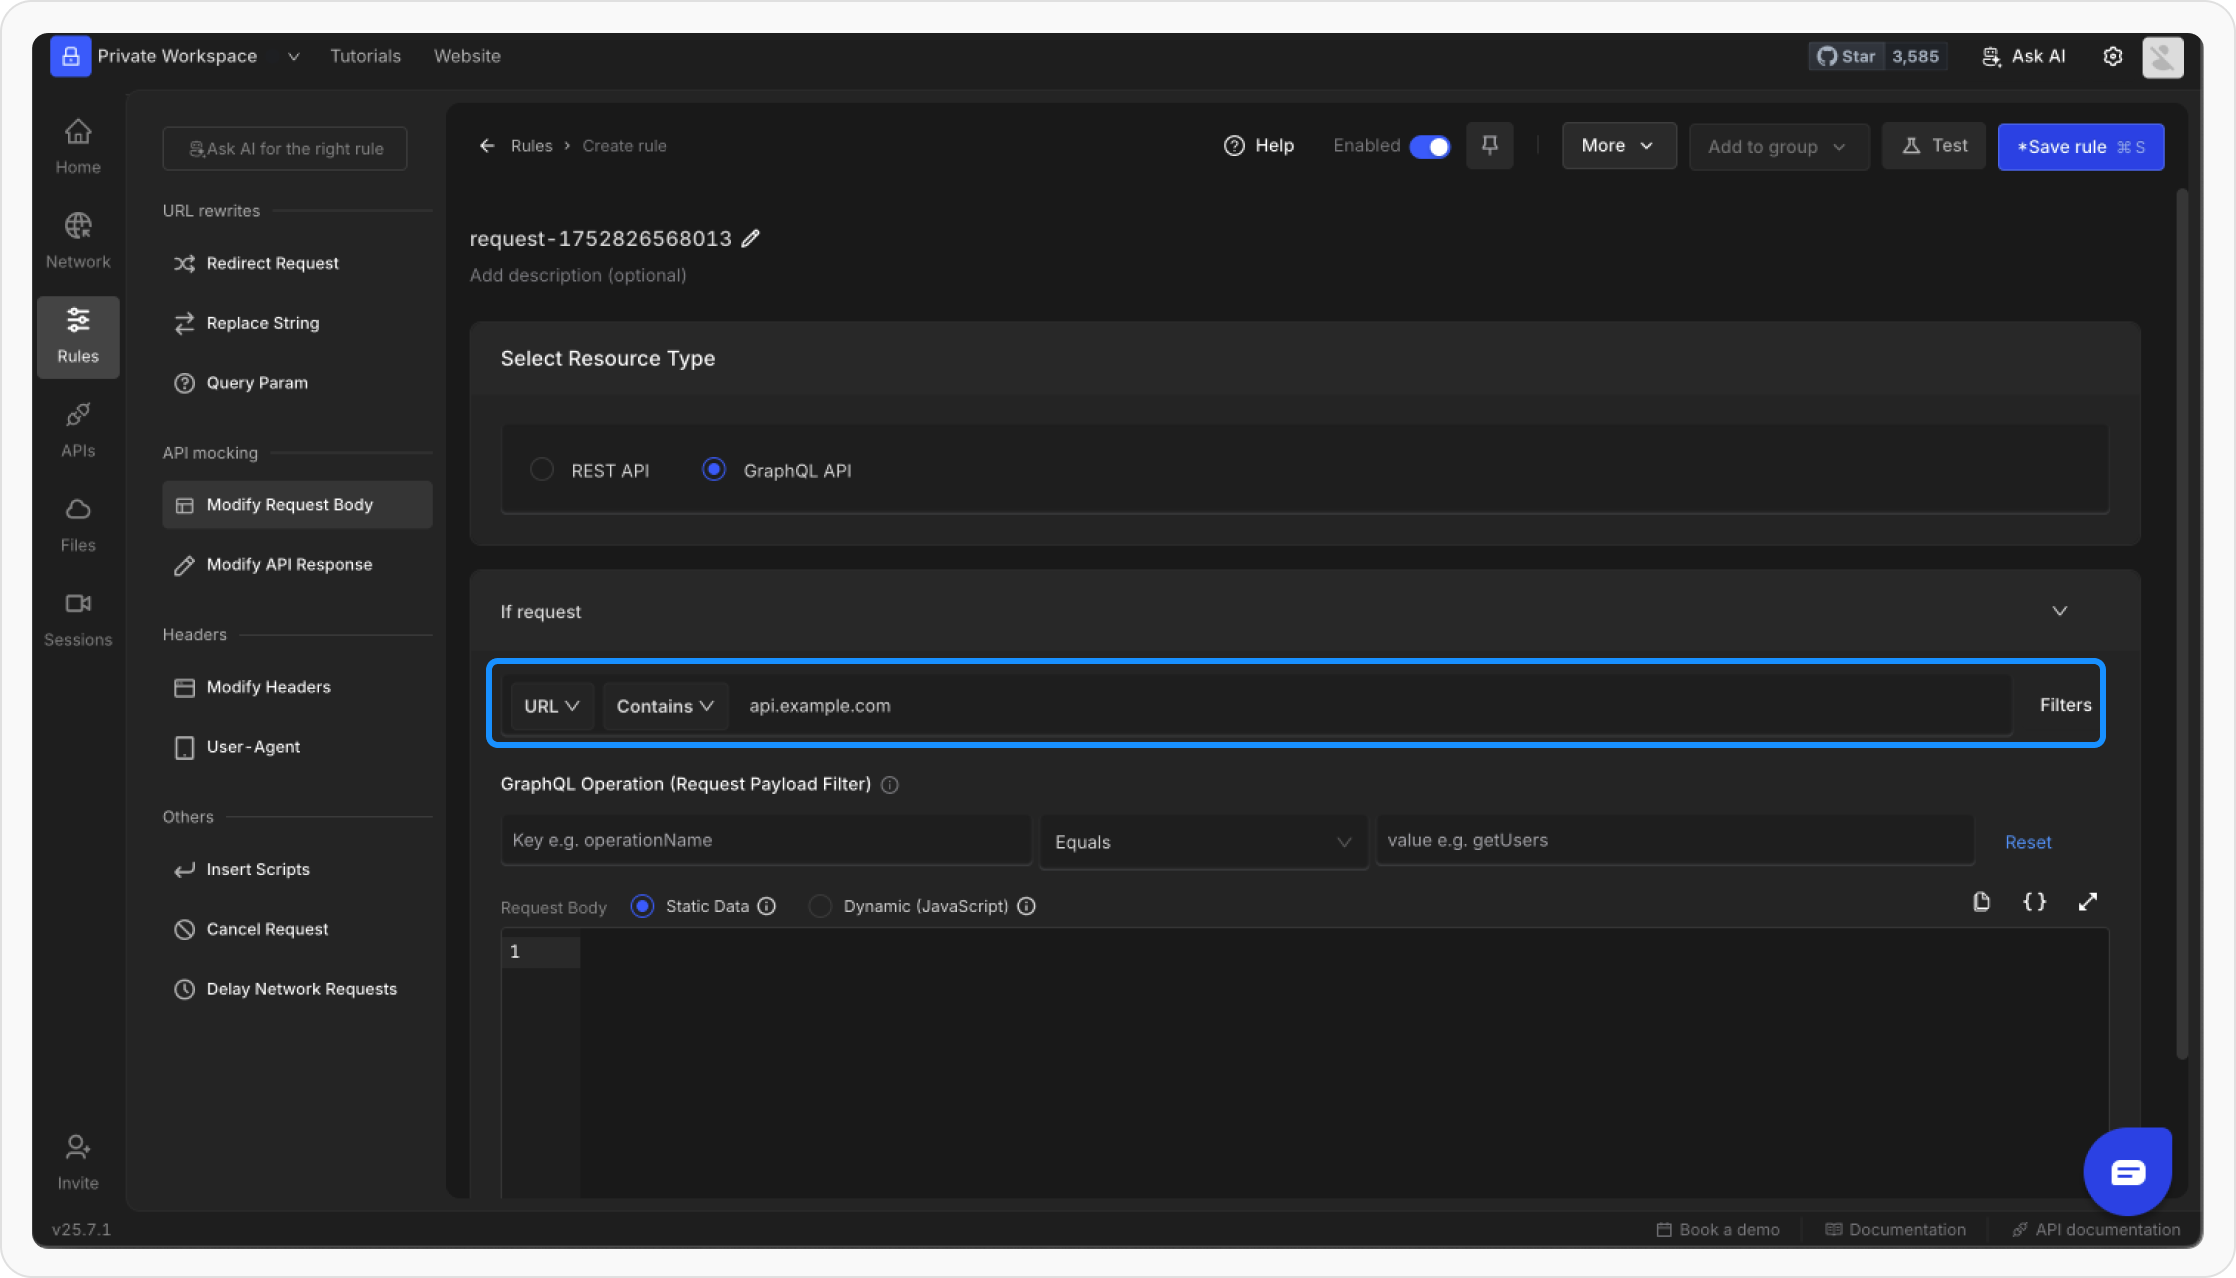 Private Workspace Tutorials Website Star 3,585 Ask AI
Home
Network
Rules
APIs
Files
Sessions
Invite
v25.7.1
Ask AI for the right rule
URL rewrites
Redirect Request
Replace String
Query Param
API mocking
Modify Request Body
Modify API Response
Headers
Modify Headers
User-Agent
Others
Insert Scripts
Cancel Request
Delay Network Requests
Rules › Create rule Help Enabled More Add to group Test *Save rule ⌘ S
request-1752826568013
Add description (optional)
Select Resource Type
REST API GraphQL API
If request
URL Contains api.example.com Filters
GraphQL Operation (Request Payload Filter)
Key e.g. operationName Equals value e.g. getUsers Reset
Request Body Static Data Dynamic (JavaScript) {}
1
Book a demo Documentation API documentation